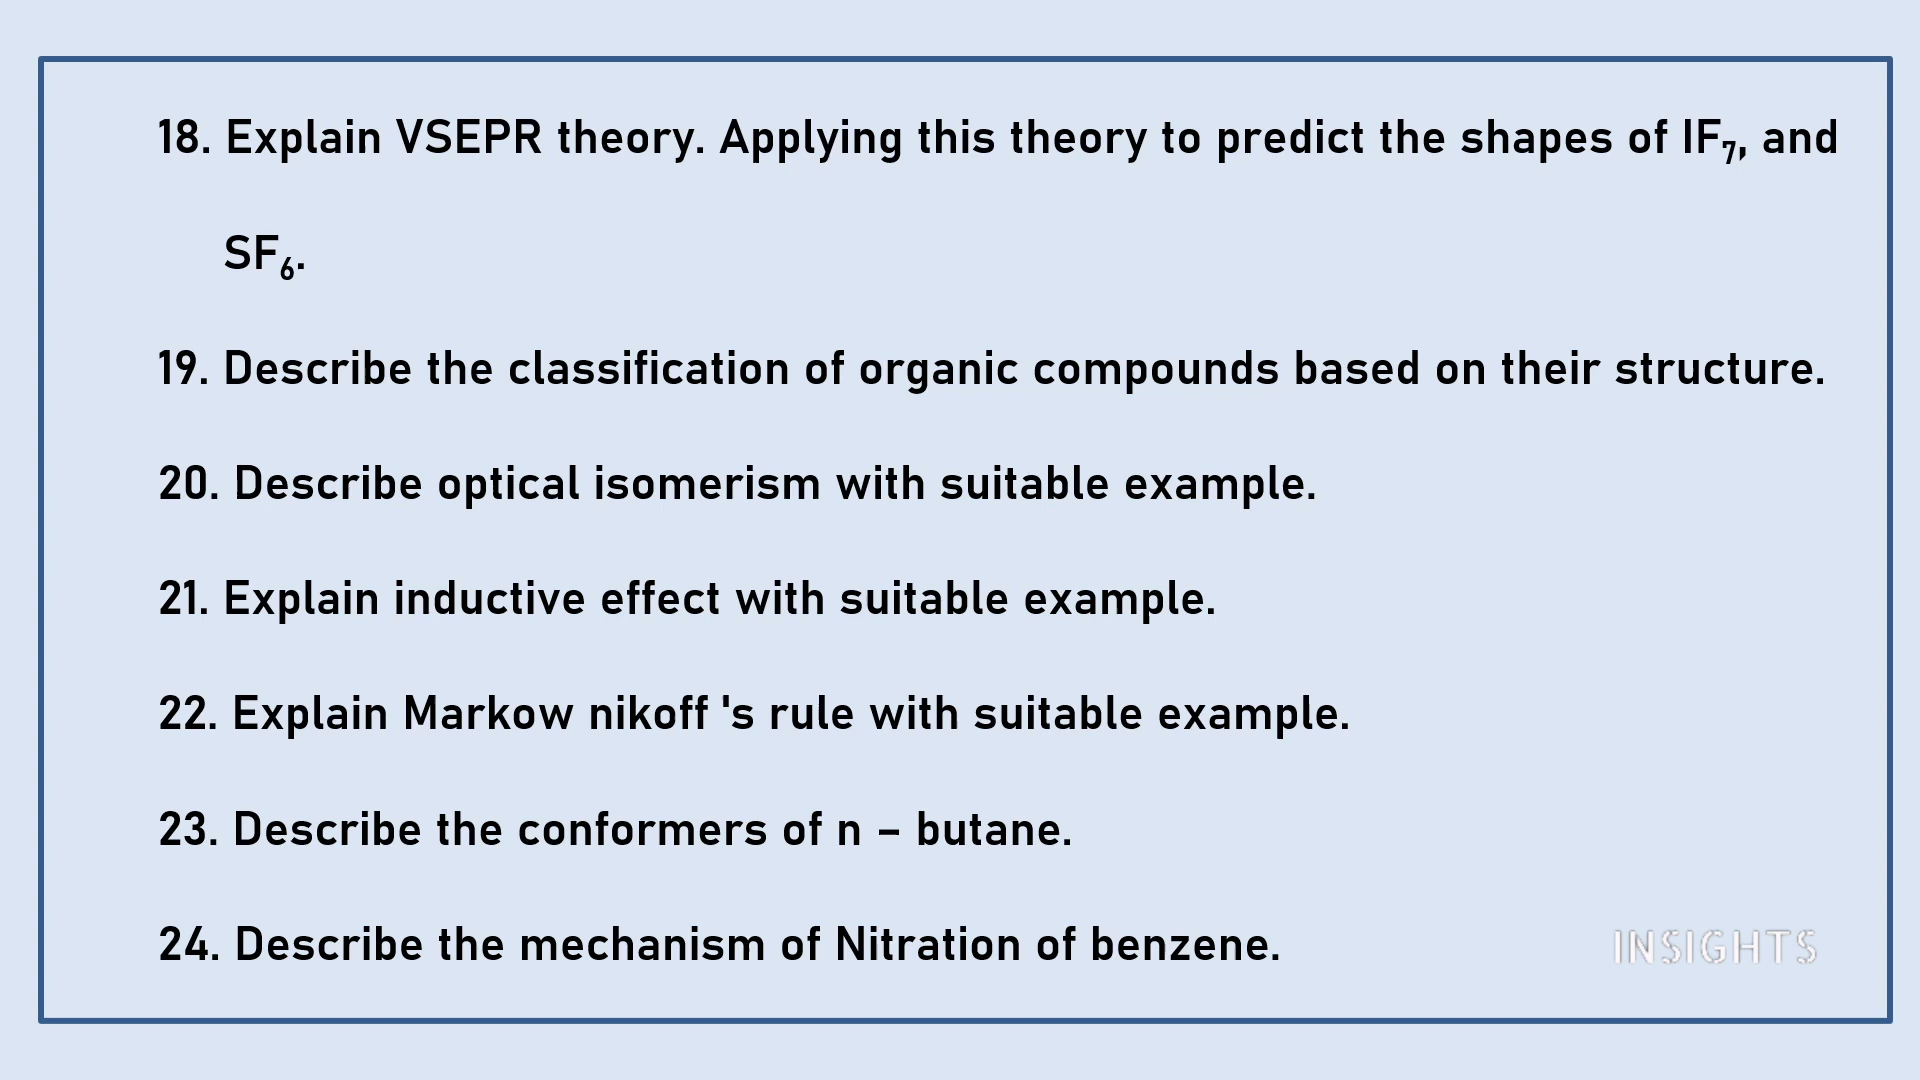 18. Explain VSEPR theory. Applying this theory to predict the shapes of IF₇, and
SF₆.
19. Describe the classification of organic compounds based on their structure.
20. Describe optical isomerism with suitable example.
21. Explain inductive effect with suitable example.
22. Explain Markow nikoff 's rule with suitable example.
23. Describe the conformers of n – butane.
24. Describe the mechanism of Nitration of benzene.
INSIGHTS